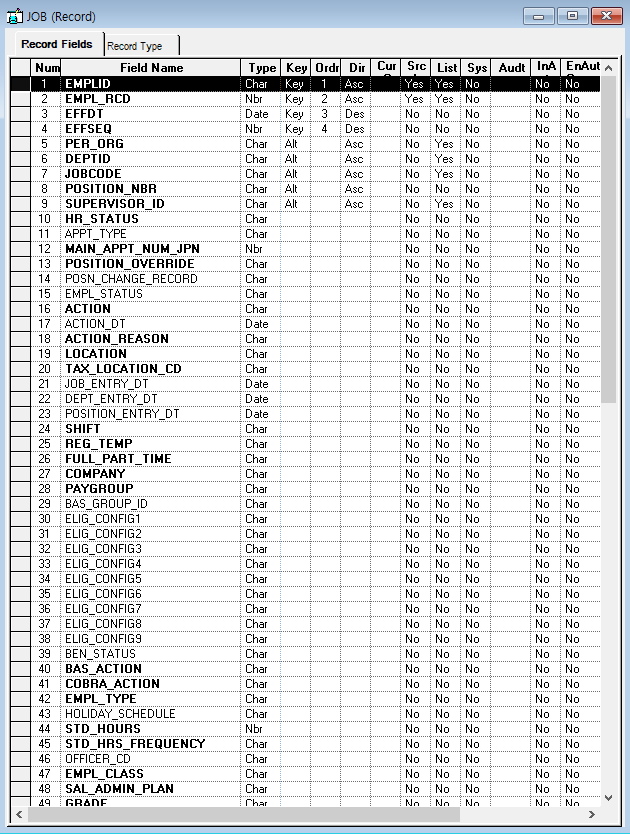 JOB (Record)
Record Fields Record Type
Num Field Name Type Key Ordr Dir Cur Src List Sys Audt InA EnAut
1 EMPLID Char Key 1 Asc Yes Yes No No No
2 EMPL_RCD Nbr Key 2 Asc Yes Yes No No No
3 EFFDT Date Key 3 Des No No No No No
4 EFFSEQ Nbr Key 4 Des No No No No No
5 PER_ORG Char Alt Asc No Yes No No No
6 DEPTID Char Alt Asc No Yes No No No
7 JOBCODE Char Alt Asc No Yes No No No
8 POSITION_NBR Char Alt Asc No No No No No
9 SUPERVISOR_ID Char Alt Asc No Yes No No No
10 HR_STATUS Char No No No No No
11 APPT_TYPE Char No No No No No
12 MAIN_APPT_NUM_JPN Nbr No No No No No
13 POSITION_OVERRIDE Char No No No No No
14 POSN_CHANGE_RECORD Char No No No No No
15 EMPL_STATUS Char No No No No No
16 ACTION Char No No No No No
17 ACTION_DT Date No No No No No
18 ACTION_REASON Char No No No No No
19 LOCATION Char No No No No No
20 TAX_LOCATION_CD Char No No No No No
21 JOB_ENTRY_DT Date No No No No No
22 DEPT_ENTRY_DT Date No No No No No
23 POSITION_ENTRY_DT Date No No No No No
24 SHIFT Char No No No No No
25 REG_TEMP Char No No No No No
26 FULL_PART_TIME Char No No No No No
27 COMPANY Char No No No No No
28 PAYGROUP Char No No No No No
29 BAS_GROUP_ID Char No No No No No
30 ELIG_CONFIG1 Char No No No No No
31 ELIG_CONFIG2 Char No No No No No
32 ELIG_CONFIG3 Char No No No No No
33 ELIG_CONFIG4 Char No No No No No
34 ELIG_CONFIG5 Char No No No No No
35 ELIG_CONFIG6 Char No No No No No
36 ELIG_CONFIG7 Char No No No No No
37 ELIG_CONFIG8 Char No No No No No
38 ELIG_CONFIG9 Char No No No No No
39 BEN_STATUS Char No No No No No
40 BAS_ACTION Char No No No No No
41 COBRA_ACTION Char No No No No No
42 EMPL_TYPE Char No No No No No
43 HOLIDAY_SCHEDULE Char No No No No No
44 STD_HOURS Nbr No No No No No
45 STD_HRS_FREQUENCY Char No No No No No
46 OFFICER_CD Char No No No No No
47 EMPL_CLASS Char No No No No No
48 SAL_ADMIN_PLAN Char No No No No No
49 GRADE Char No No No No No